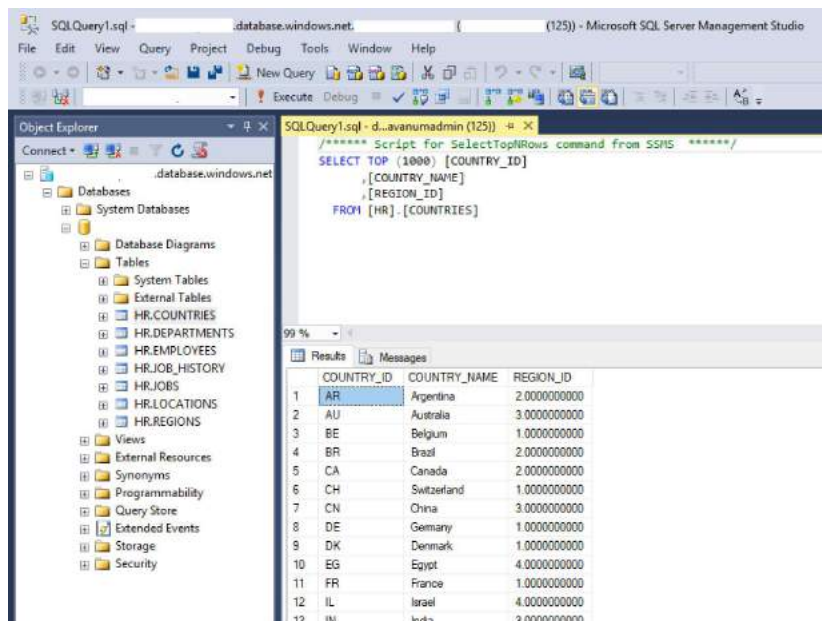 SQLQuery1.sql - .database.windows.net. ( (125)) - Microsoft SQL Server Management Studio
File Edit View Query Project Debug Tools Window Help
New Query
Execute Debug
Object Explorer
Connect
.database.windows.net
Databases
System Databases
Database Diagrams
Tables
System Tables
External Tables
HR.COUNTRIES
HR.DEPARTMENTS
HR.EMPLOYEES
HR.JOB_HISTORY
HR.JOBS
HR.LOCATIONS
HR.REGIONS
Views
External Resources
Synonyms
Programmability
Query Store
Extended Events
Storage
Security
SQLQuery1.sql - d...avanumadmin (125))
/****** Script for SelectTopNRows command from SSMS ******/
SELECT TOP (1000) [COUNTRY_ID]
,[COUNTRY_NAME]
,[REGION_ID]
FROM [HR].[COUNTRIES]
99 %
Results Messages
COUNTRY_ID COUNTRY_NAME REGION_ID
1 AR Argentina 2.0000000000
2 AU Australia 3.0000000000
3 BE Belgium 1.0000000000
4 BR Brazil 2.0000000000
5 CA Canada 2.0000000000
6 CH Switzerland 1.0000000000
7 CN China 3.0000000000
8 DE Germany 1.0000000000
9 DK Denmark 1.0000000000
10 EG Egypt 4.0000000000
11 FR France 1.0000000000
12 IL Israel 4.0000000000
13 IN India 3.0000000000